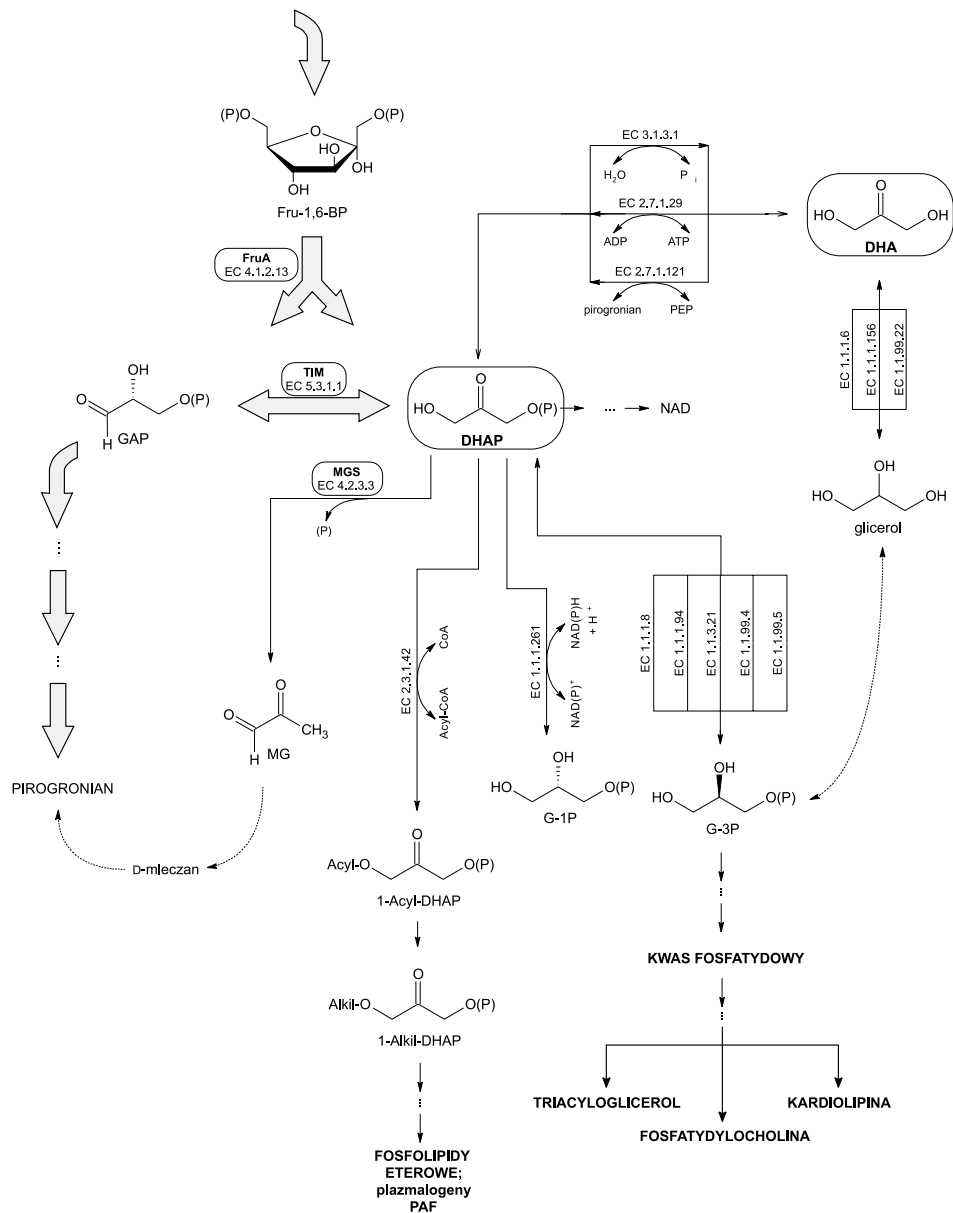 (P)O
O
O(P)
HO
HO
OH
OH
Fru-1,6-BP
FruA
EC 4.1.2.13
EC 3.1.3.1
H2O
P i
EC 2.7.1.29
ADP
ATP
EC 2.7.1.121
pirogronian
PEP
O
HO
OH
DHA
EC 1.1.1.6
EC 1.1.1.156
EC 1.1.99.22
OH
O
O(P)
H
GAP
TIM
EC 5.3.1.1
O
HO
O(P)
DHAP
...
NAD
OH
HO
OH
glicerol
MGS
EC 4.2.3.3
(P)
...
...
PIROGRONIAN
O
O
CH3
H
MG
D-mleczan
EC 2.3.1.42
CoA
Acyl-CoA
EC 1.1.1.261
NAD(P)H
+ H+
NAD(P)+
EC 1.1.1.8
EC 1.1.1.94
EC 1.1.3.21
EC 1.1.99.4
EC 1.1.99.5
OH
HO
O(P)
G-1P
OH
HO
O(P)
G-3P
O
Acyl-O
O(P)
1-Acyl-DHAP
O
Alkil-O
O(P)
1-Alkil-DHAP
...
FOSFOLIPIDY
ETEROWE;
plazmalogeny
PAF
...
KWAS FOSFATYDOWY
...
TRIACYLOGLICEROL
KARDIOLIPINA
FOSFATYDYLOCHOLINA